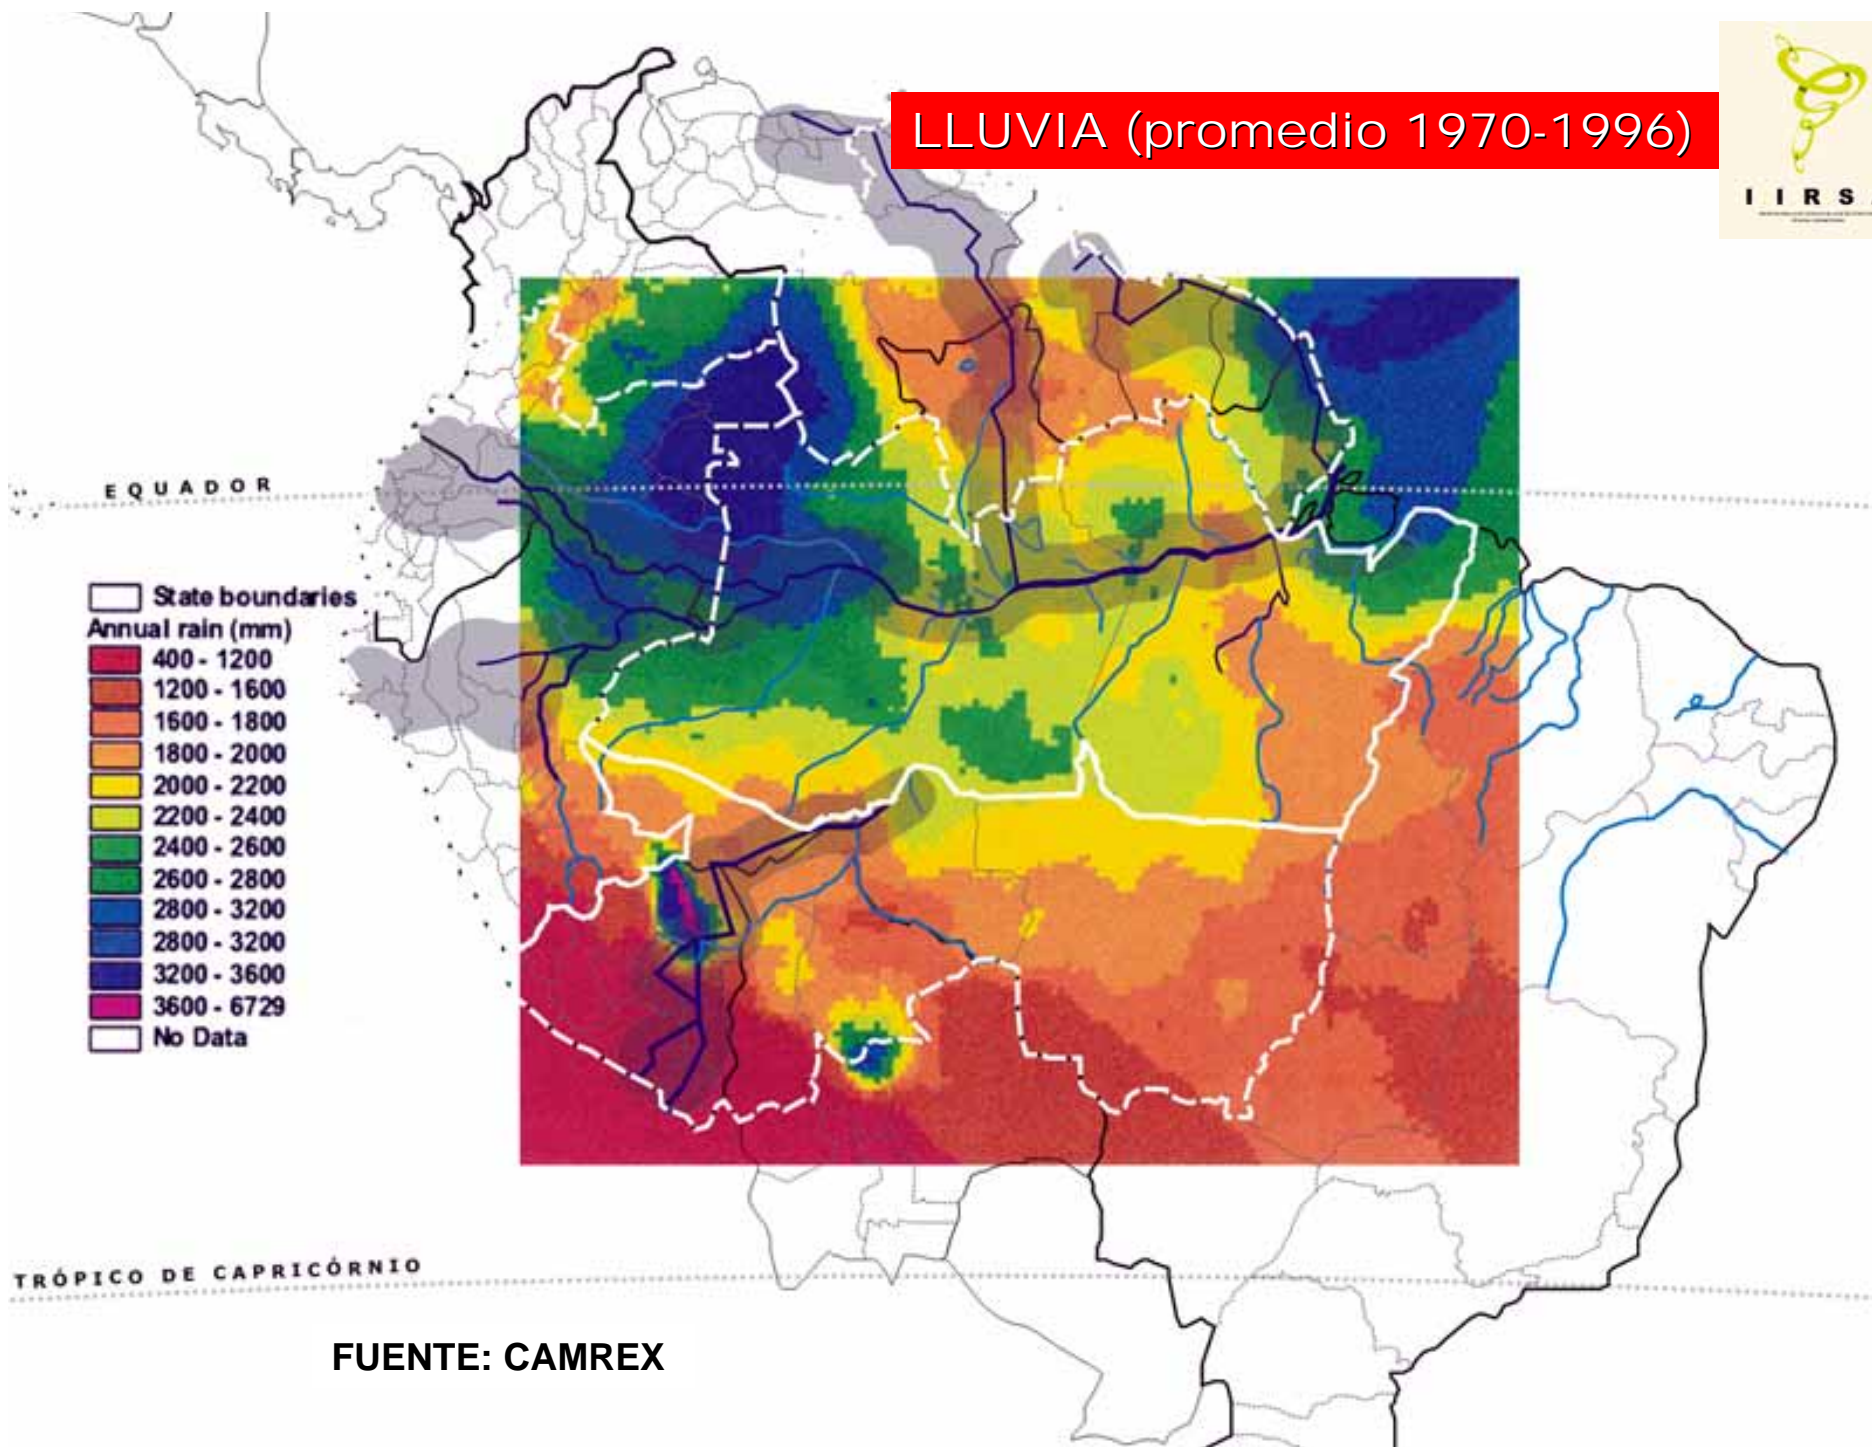 LLUVIA (promedio 1970-1996)
I I R S A
EQUADOR
State boundaries
Annual rain (mm)
400 - 1200
1200 - 1600
1600 - 1800
1800 - 2000
2000 - 2200
2200 - 2400
2400 - 2600
2600 - 2800
2800 - 3200
2800 - 3200
3200 - 3600
3600 - 6729
No Data
TRÓPICO DE CAPRICÓRNIO
FUENTE: CAMREX